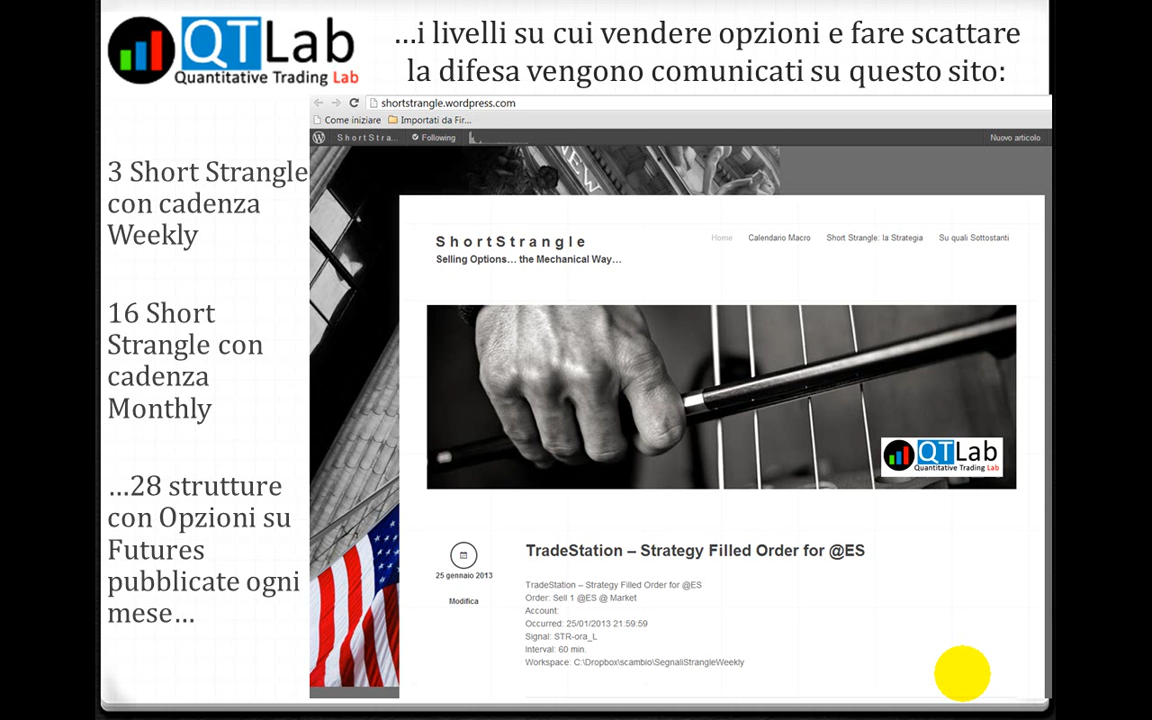 QTLab
Quantitative Trading Lab
…i livelli su cui vendere opzioni e fare scattare
la difesa vengono comunicati su questo sito:
3 Short Strangle
con cadenza
Weekly
16 Short
Strangle con
cadenza
Monthly
…28 strutture
con Opzioni su
Futures
pubblicate ogni
mese…
shortstrangle.wordpress.com
Come iniziare
Importati da Fir...
ShortStra...
Following
Nuovo articolo
NEW
ShortStrangle
Selling Options… the Mechanical Way…
Home
Calendario Macro
Short Strangle: la Strategia
Su quali Sottostanti
QTLab
Quantitative Trading Lab
25 gennaio 2013
Modifica
TradeStation – Strategy Filled Order for @ES
TradeStation – Strategy Filled Order for @ES
Order: Sell 1 @ES @ Market
Account:
Occurred: 25/01/2013 21:59:59
Signal: STR-ora_L
Interval: 60 min.
Workspace: C:\Dropbox\scambio\SegnaliStrangleWeekly